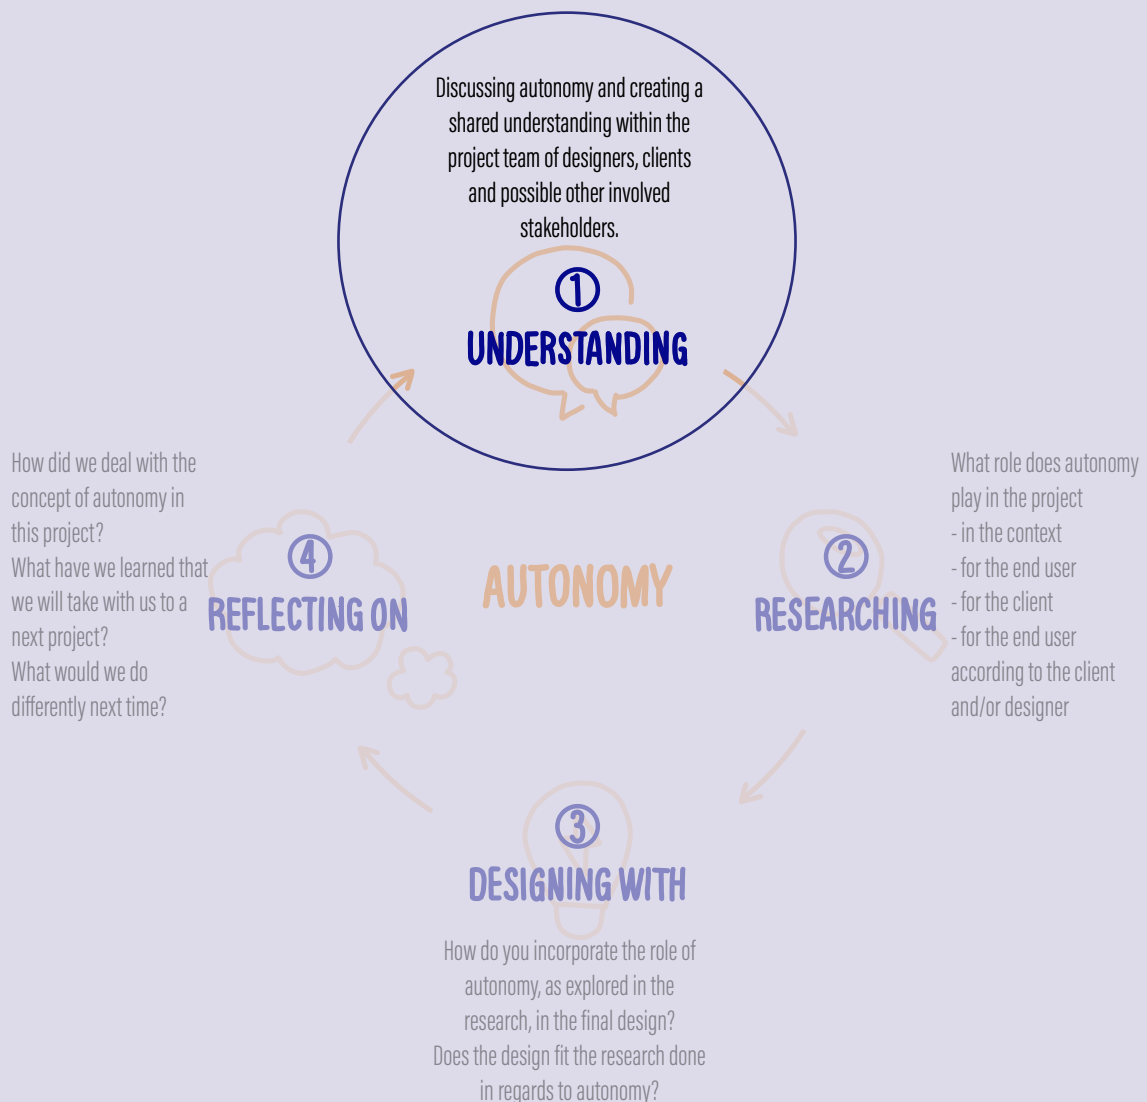 Discussing autonomy and creating a
shared understanding within the
project team of designers, clients
and possible other involved
stakeholders.
1
UNDERSTANDING
What role does autonomy
play in the project
- in the context
- for the end user
- for the client
- for the end user
according to the client
and/or designer
2
RESEARCHING
AUTONOMY
3
DESIGNING WITH
How do you incorporate the role of
autonomy, as explored in the
research, in the final design?
Does the design fit the research done
in regards to autonomy?
4
REFLECTING ON
How did we deal with the
concept of autonomy in
this project?
What have we learned that
we will take with us to a
next project?
What would we do
differently next time?